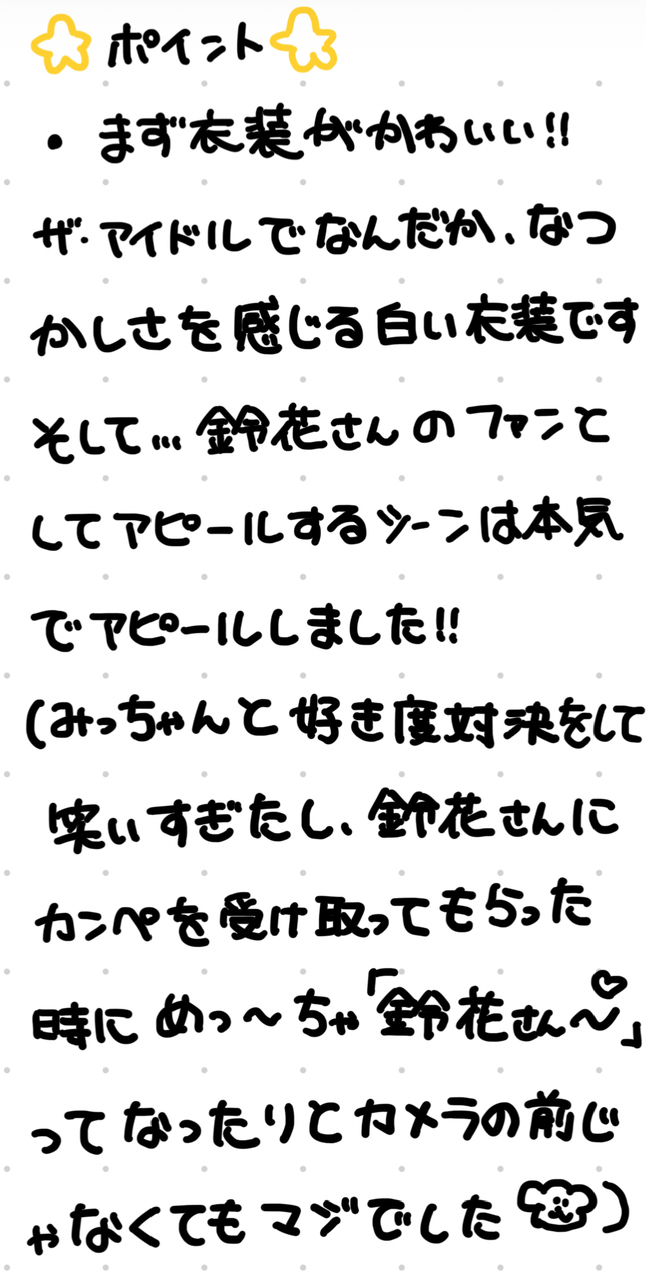 ポイント
・まず衣装がかわいい!!
ザ・アイドルでなんだか、なつ
かしさを感じる白い衣装です
そして…鈴花さんのファンと
してアピールするシーンは本気
でアピールしました!!
(みっちゃんと好き度対決をして
笑いすぎたし、鈴花さんに
カンペを受け取ってもらった
時にめっ〜ちゃ「鈴花さん〜♡」
ってなったりとカメラの前じ
ゃなくてもマジでした)